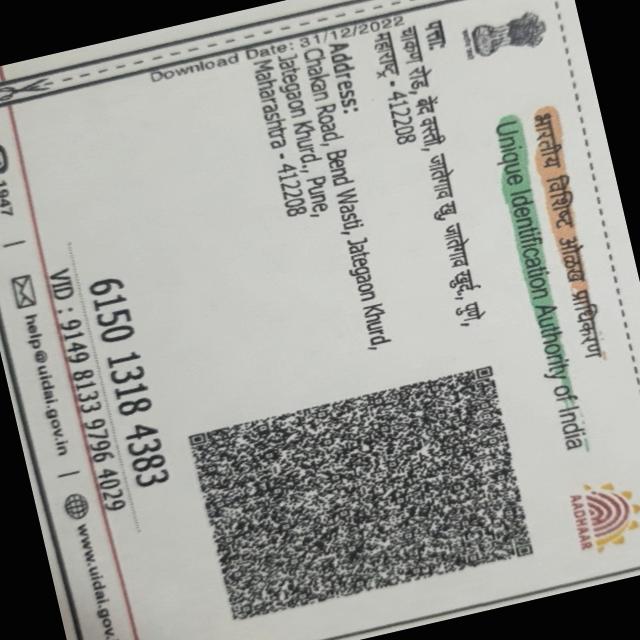 भारतीय विशिष्ट ओळख प्राधिकरण
Unique Identification Authority of India
AADHAAR
पत्ता:
चाकण रोड, बेंद वस्ती, जातेगाव खु जातेगाव खुर्द, पुणे,
महाराष्ट्र - 412208
Address:
Chakan Road, Bend Wasti, Jategaon Khurd,
Jategaon Khurd, Pune,
Maharashtra - 412208
Download Date: 31/12/2022
6150 1318 4383
VID : 9149 8133 9796 4029
1947 | help@uidai.gov.in | www.uidai.gov.